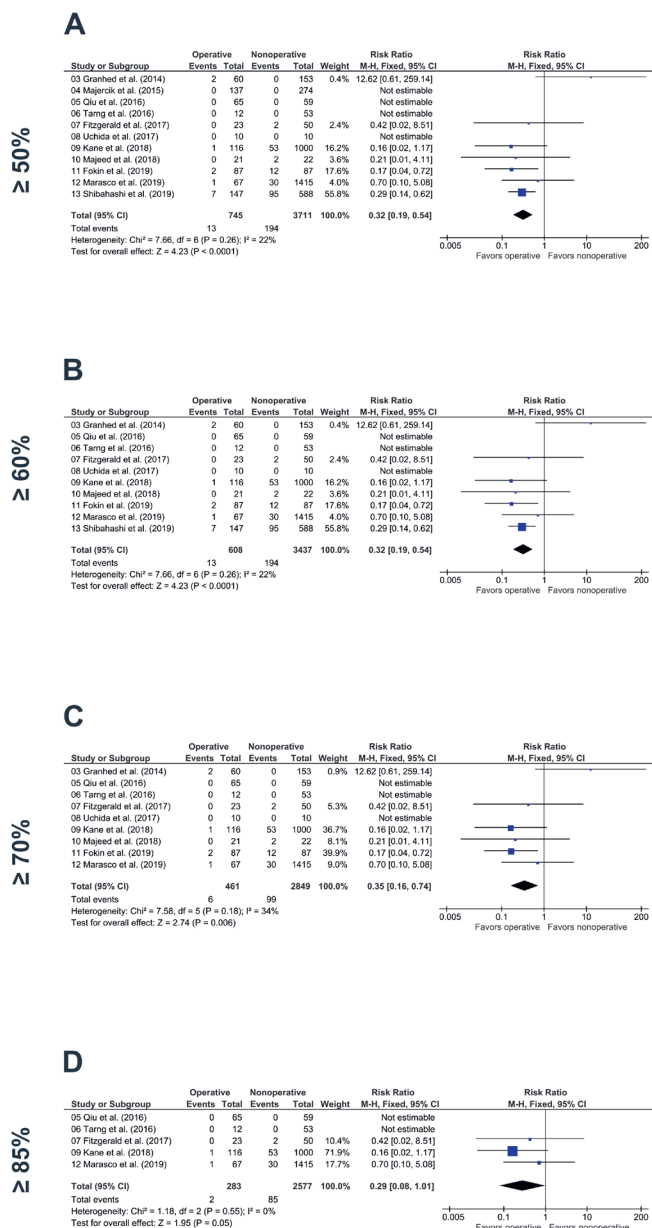 A
≥ 50%
Operative Nonoperative Risk Ratio Risk Ratio
Study or Subgroup Events Total Events Total Weight M-H, Fixed, 95% CI M-H, Fixed, 95% CI
03 Granhed et al. (2014) 2 60 0 153 0.4% 12.62 [0.61, 259.14]
04 Majercik et al. (2015) 0 137 0 274 Not estimable
05 Qiu et al. (2016) 0 65 0 59 Not estimable
06 Tarng et al. (2016) 0 12 0 53 Not estimable
07 Fitzgerald et al. (2017) 0 23 2 50 2.4% 0.42 [0.02, 8.51]
08 Uchida et al. (2017) 0 10 0 10 Not estimable
09 Kane et al. (2018) 1 116 53 1000 16.2% 0.16 [0.02, 1.17]
10 Majeed et al. (2018) 0 21 2 22 3.6% 0.21 [0.01, 4.11]
11 Fokin et al. (2019) 2 87 12 87 17.6% 0.17 [0.04, 0.72]
12 Marasco et al. (2019) 1 67 30 1415 4.0% 0.70 [0.10, 5.08]
13 Shibahashi et al. (2019) 7 147 95 588 55.8% 0.29 [0.14, 0.62]
Total (95% CI) 745 3711 100.0% 0.32 [0.19, 0.54]
Total events 13 194
Heterogeneity: Chi² = 7.66, df = 6 (P = 0.26); I² = 22%
Test for overall effect: Z = 4.23 (P < 0.0001)
0.005 0.1 1 10 200
Favors operative Favors nonoperative
B
≥ 60%
Operative Nonoperative Risk Ratio Risk Ratio
Study or Subgroup Events Total Events Total Weight M-H, Fixed, 95% CI M-H, Fixed, 95% CI
03 Granhed et al. (2014) 2 60 0 153 0.4% 12.62 [0.61, 259.14]
05 Qiu et al. (2016) 0 65 0 59 Not estimable
06 Tarng et al. (2016) 0 12 0 53 Not estimable
07 Fitzgerald et al. (2017) 0 23 2 50 2.4% 0.42 [0.02, 8.51]
08 Uchida et al. (2017) 0 10 0 10 Not estimable
09 Kane et al. (2018) 1 116 53 1000 16.2% 0.16 [0.02, 1.17]
10 Majeed et al. (2018) 0 21 2 22 3.6% 0.21 [0.01, 4.11]
11 Fokin et al. (2019) 2 87 12 87 17.6% 0.17 [0.04, 0.72]
12 Marasco et al. (2019) 1 67 30 1415 4.0% 0.70 [0.10, 5.08]
13 Shibahashi et al. (2019) 7 147 95 588 55.8% 0.29 [0.14, 0.62]
Total (95% CI) 608 3437 100.0% 0.32 [0.19, 0.54]
Total events 13 194
Heterogeneity: Chi² = 7.66, df = 6 (P = 0.26); I² = 22%
Test for overall effect: Z = 4.23 (P < 0.0001)
0.005 0.1 1 10 200
Favors operative Favors nonoperative
C
≥ 70%
Operative Nonoperative Risk Ratio Risk Ratio
Study or Subgroup Events Total Events Total Weight M-H, Fixed, 95% CI M-H, Fixed, 95% CI
03 Granhed et al. (2014) 2 60 0 153 0.9% 12.62 [0.61, 259.14]
05 Qiu et al. (2016) 0 65 0 59 Not estimable
06 Tarng et al. (2016) 0 12 0 53 Not estimable
07 Fitzgerald et al. (2017) 0 23 2 50 5.3% 0.42 [0.02, 8.51]
08 Uchida et al. (2017) 0 10 0 10 Not estimable
09 Kane et al. (2018) 1 116 53 1000 36.7% 0.16 [0.02, 1.17]
10 Majeed et al. (2018) 0 21 2 22 8.1% 0.21 [0.01, 4.11]
11 Fokin et al. (2019) 2 87 12 87 39.9% 0.17 [0.04, 0.72]
12 Marasco et al. (2019) 1 67 30 1415 9.0% 0.70 [0.10, 5.08]
Total (95% CI) 461 2849 100.0% 0.35 [0.16, 0.74]
Total events 6 99
Heterogeneity: Chi² = 7.58, df = 5 (P = 0.18); I² = 34%
Test for overall effect: Z = 2.74 (P = 0.006)
0.005 0.1 1 10 200
Favors operative Favors nonoperative
D
≥ 85%
Operative Nonoperative Risk Ratio Risk Ratio
Study or Subgroup Events Total Events Total Weight M-H, Fixed, 95% CI M-H, Fixed, 95% CI
05 Qiu et al. (2016) 0 65 0 59 Not estimable
06 Tarng et al. (2016) 0 12 0 53 Not estimable
07 Fitzgerald et al. (2017) 0 23 2 50 10.4% 0.42 [0.02, 8.51]
09 Kane et al. (2018) 1 116 53 1000 71.9% 0.16 [0.02, 1.17]
12 Marasco et al. (2019) 1 67 30 1415 17.7% 0.70 [0.10, 5.08]
Total (95% CI) 283 2577 100.0% 0.29 [0.08, 1.01]
Total events 2 85
Heterogeneity: Chi² = 1.18, df = 2 (P = 0.55); I² = 0%
Test for overall effect: Z = 1.95 (P = 0.05)
0.005 0.1 1 10 200
Favors operative Favors nonoperative